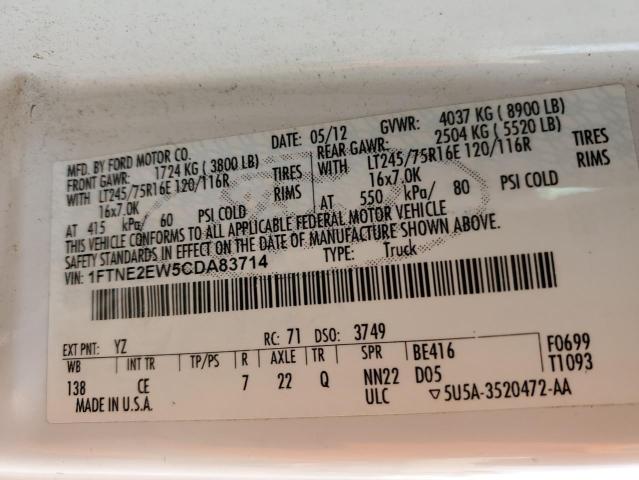 MFD. BY FORD MOTOR CO. DATE: 05/12 GVWR: 4037 KG ( 8900 LB)
FRONT GAWR: 1724 KG ( 3800 LB) REAR GAWR: 2504 KG ( 5520 LB)
WITH LT245/75R16E 120/116R TIRES WITH LT245/75R16E 120/116R TIRES
16x7.0K RIMS 16x7.0K RIMS
AT 415 kPa/ 60 PSI COLD AT 550 kPa/ 80 PSI COLD
THIS VEHICLE CONFORMS TO ALL APPLICABLE FEDERAL MOTOR VEHICLE
SAFETY STANDARDS IN EFFECT ON THE DATE OF MANUFACTURE SHOWN ABOVE.
VIN: 1FTNE2EW5CDA83714 TYPE: Truck
EXT PNT: YZ RC: 71 DSO: 3749
WB INT TR TP/PS R AXLE TR SPR BE416 F0699
138 CE 7 22 Q NN22 D05 T1093
MADE IN U.S.A. ULC ▽5U5A-3520472-AA